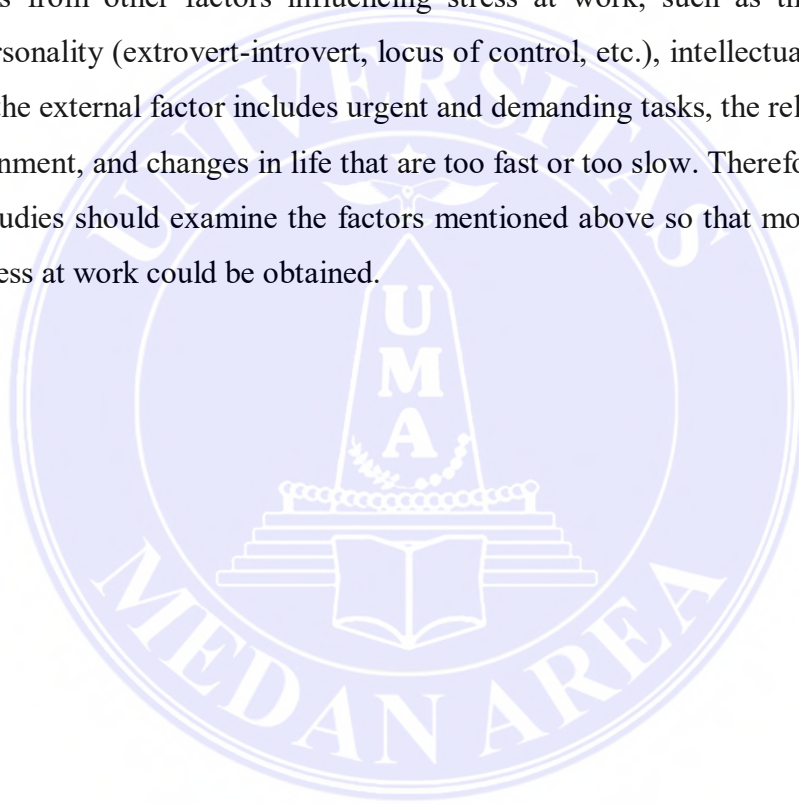 s from other factors influencing stress at work, such as th
rsonality (extrovert-introvert, locus of control, etc.), intellectua
the external factor includes urgent and demanding tasks, the rel
nment, and changes in life that are too fast or too slow. Therefo
udies should examine the factors mentioned above so that mo
ess at work could be obtained.
UNIVERSITAS
U
M
A
MEDAN AREA